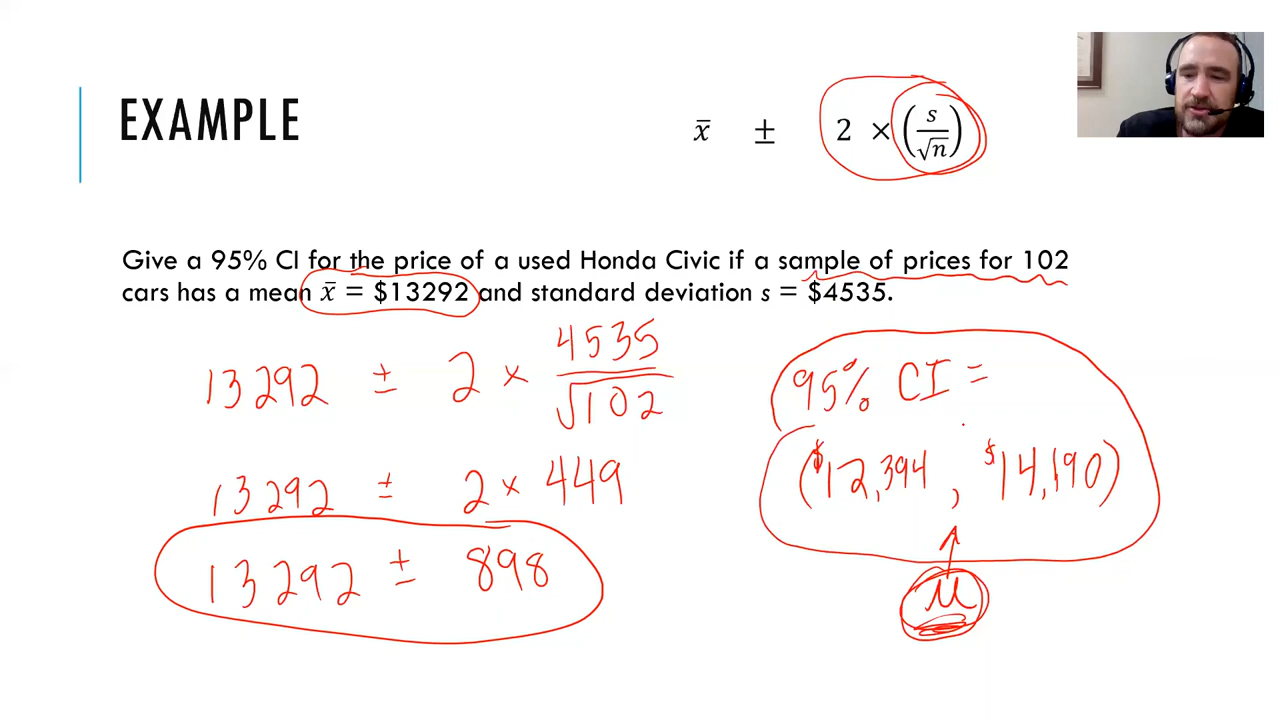 EXAMPLE
x̄ ± 2 × (s/√n)
Give a 95% CI for the price of a used Honda Civic if a sample of prices for 102
cars has a mean x̄ = $13292 and standard deviation s = $4535.
13292 ± 2 × 4535/√102
95% CI =
13292 ± 2 × 449
($12,394, $14,190)
13292 ± 898
μ